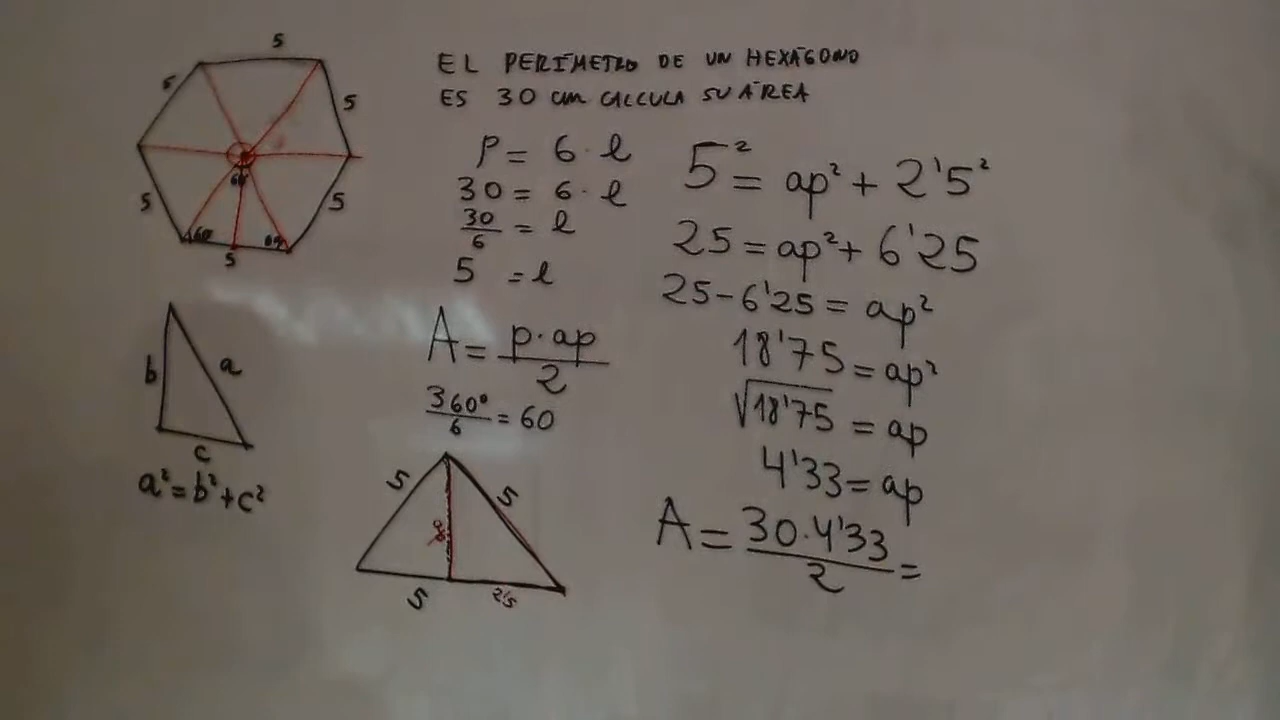 EL PERÍMETRO DE UN HEXÁGONO
ES 30 cm CALCULA SU ÁREA
5
5
5
5
5
5
60°
60°
60°
P = 6 · l
30 = 6 · l
30/6 = l
5 = l
A = p·ap/2
360°/6 = 60
b
a
c
a² = b² + c²
5
5
5
2'5
5² = ap² + 2'5²
25 = ap² + 6'25
25 - 6'25 = ap²
18'75 = ap²
√18'75 = ap
4'33 = ap
A = 30·4'33/2 =